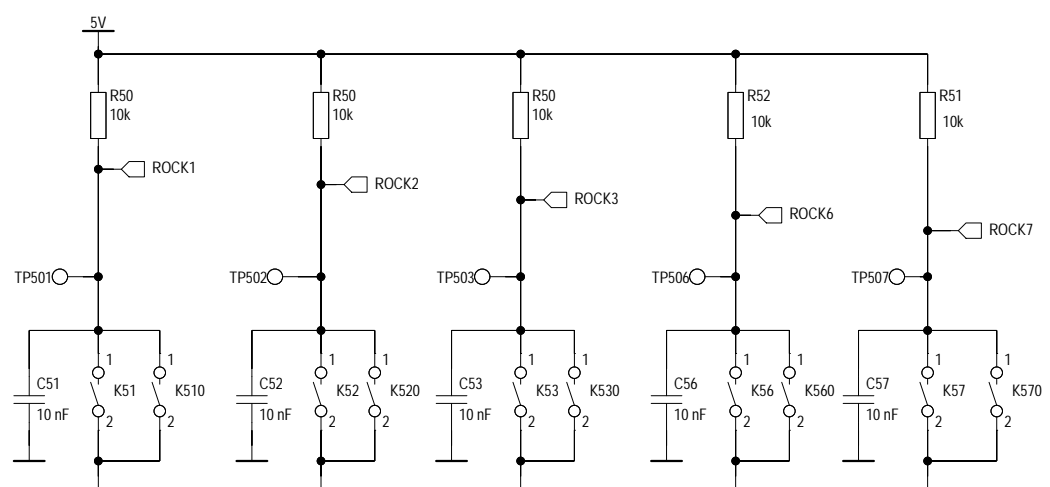 5V
R50
10k
R50
10k
R50
10k
R52
10k
R51
10k
ROCK1
ROCK2
ROCK3
ROCK6
ROCK7
TP501
TP502
TP503
TP506
TP507
1
1
1
1
1
1
1
1
1
1
C51
10 nF
K51
K510
C52
10 nF
K52
K520
C53
10 nF
K53
K530
C56
10 nF
K56
K560
C57
10 nF
K57
K570
2
2
2
2
2
2
2
2
2
2